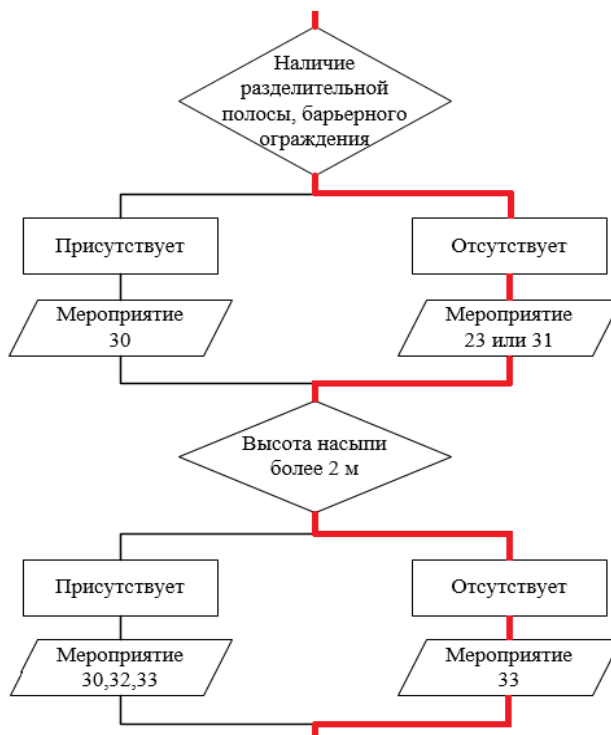 Наличие
разделительной
полосы, барьерного
ограждения
Присутствует
Отсутствует
Мероприятие
30
Мероприятие
23 или 31
Высота насыпи
более 2 м
Присутствует
Отсутствует
Мероприятие
30,32,33
Мероприятие
33